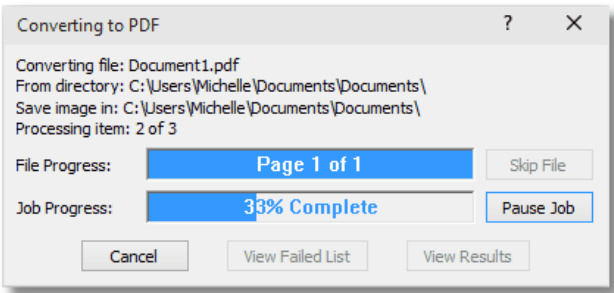 Converting to PDF ? X
Converting file: Document1.pdf
From directory: C:\Users\Michelle\Documents\Documents\
Save image in: C:\Users\Michelle\Documents\Documents\
Processing item: 2 of 3
File Progress: Page 1 of 1 Skip File
Job Progress: 33% Complete Pause Job
Cancel View Failed List View Results